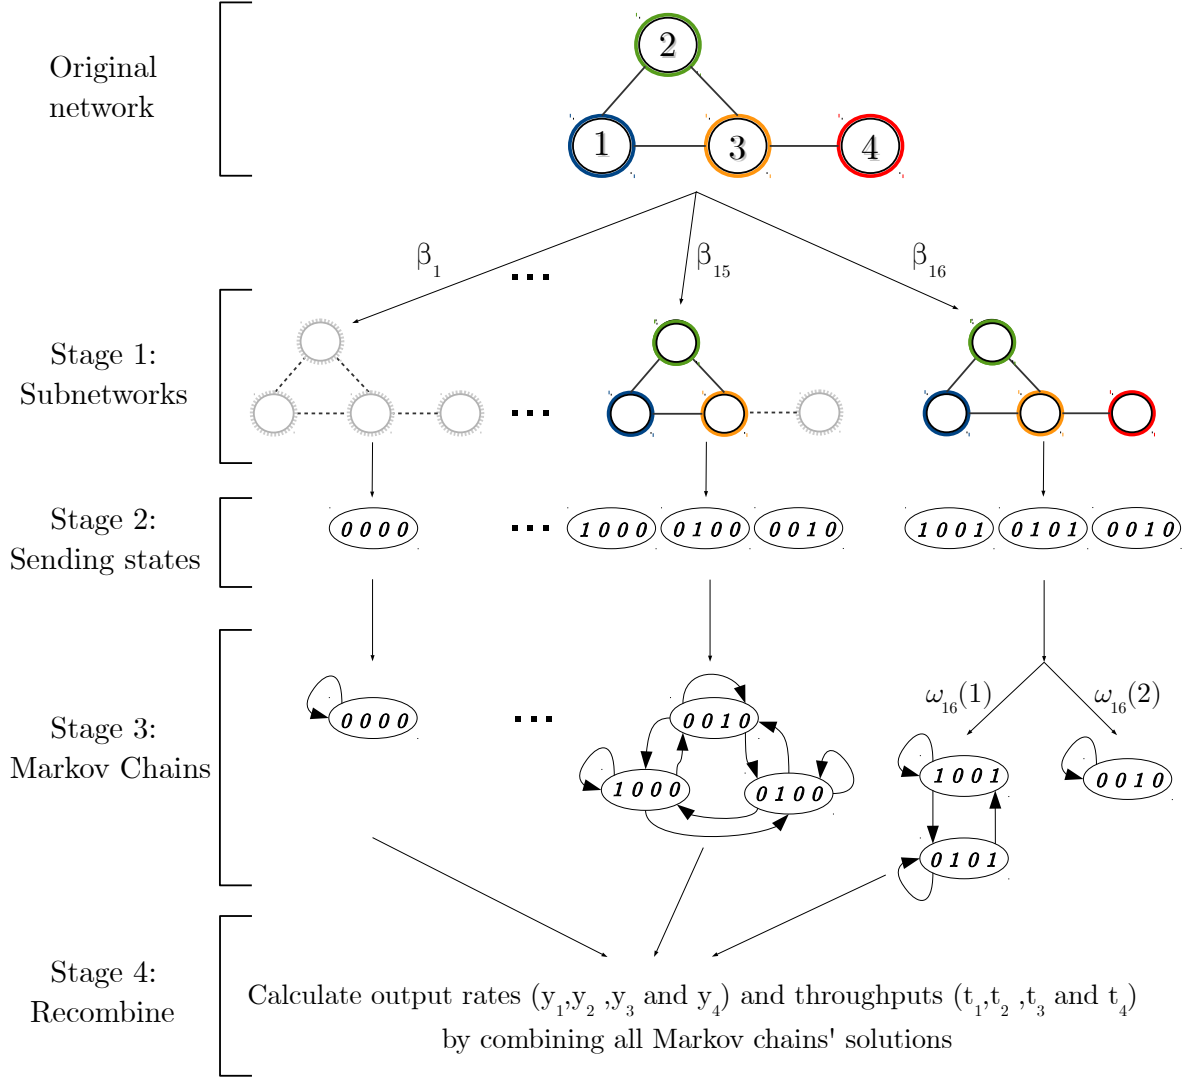 Original
network
2
1 3 4
β1 ... β15 β16
Stage 1:
Subnetworks
...
Stage 2:
Sending states
0 0 0 0 ... 1 0 0 0 0 1 0 0 0 0 1 0 1 0 0 1 0 1 0 1 0 0 1 0
Stage 3:
Markov Chains
ω16(1) ω16(2)
0 0 0 0 ... 0 0 1 0
1 0 0 0 0 1 0 0
1 0 0 1 0 0 1 0
0 1 0 1
Stage 4:
Recombine
Calculate output rates (y1,y2 ,y3 and y4) and throughputs (t1,t2 ,t3 and t4)
by combining all Markov chains' solutions